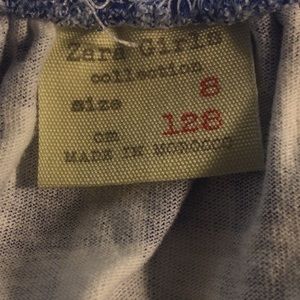 Zara Girls
collection
size 8
cm 128
MADE IN MOROCCO